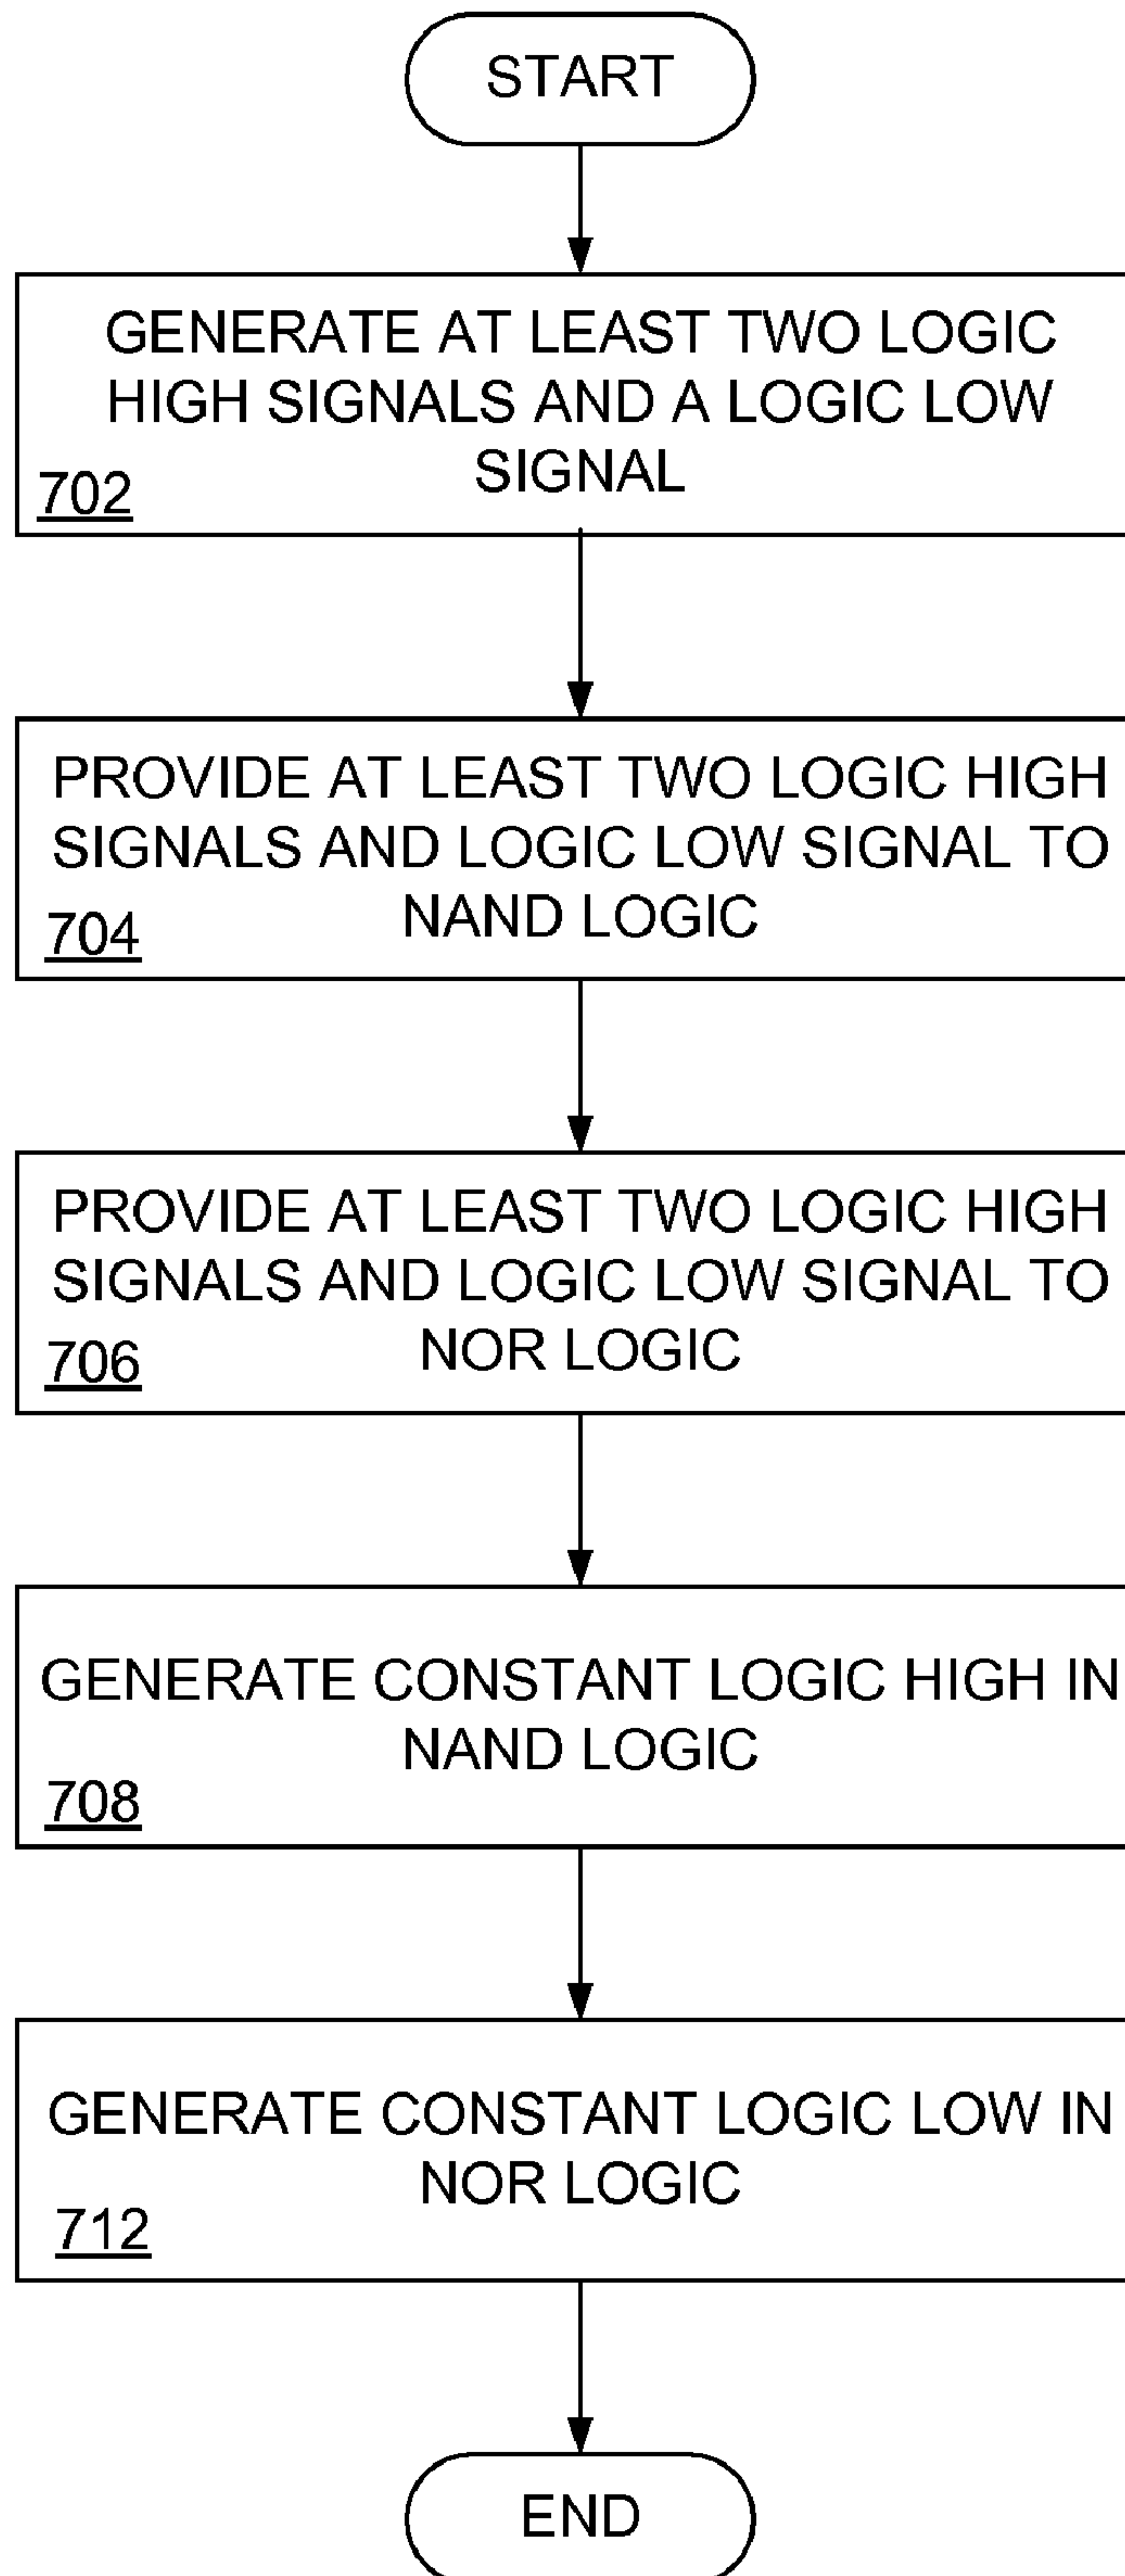 START
GENERATE AT LEAST TWO LOGIC
HIGH SIGNALS AND A LOGIC LOW
SIGNAL
702
PROVIDE AT LEAST TWO LOGIC HIGH
SIGNALS AND LOGIC LOW SIGNAL TO
NAND LOGIC
704
PROVIDE AT LEAST TWO LOGIC HIGH
SIGNALS AND LOGIC LOW SIGNAL TO
NOR LOGIC
706
GENERATE CONSTANT LOGIC HIGH IN
NAND LOGIC
708
GENERATE CONSTANT LOGIC LOW IN
NOR LOGIC
712
END